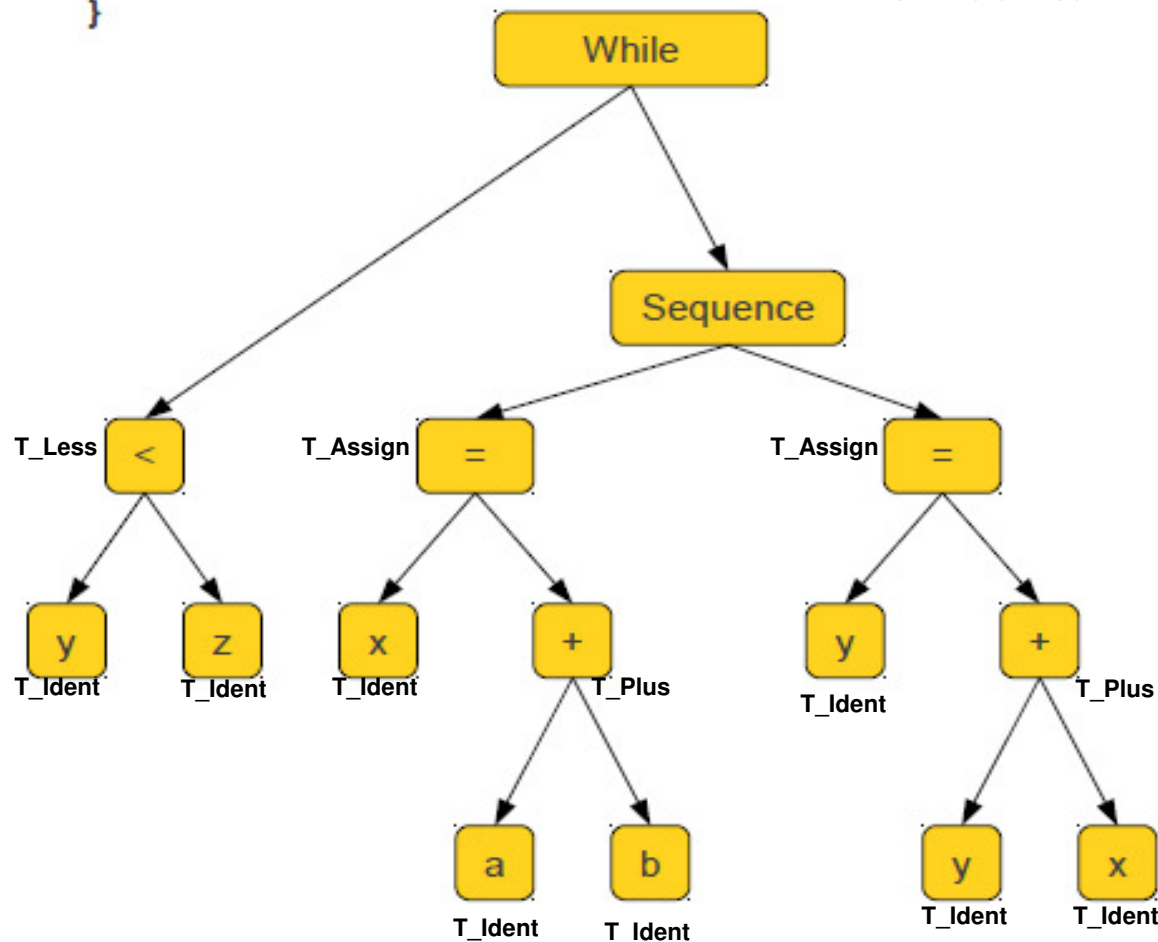 }
While
Sequence
T_Less < T_Assign = T_Assign =
y z x + y +
T_Ident T_Ident T_Ident T_Plus T_Ident T_Plus
a b y x
T_Ident T_Ident T_Ident T_Ident